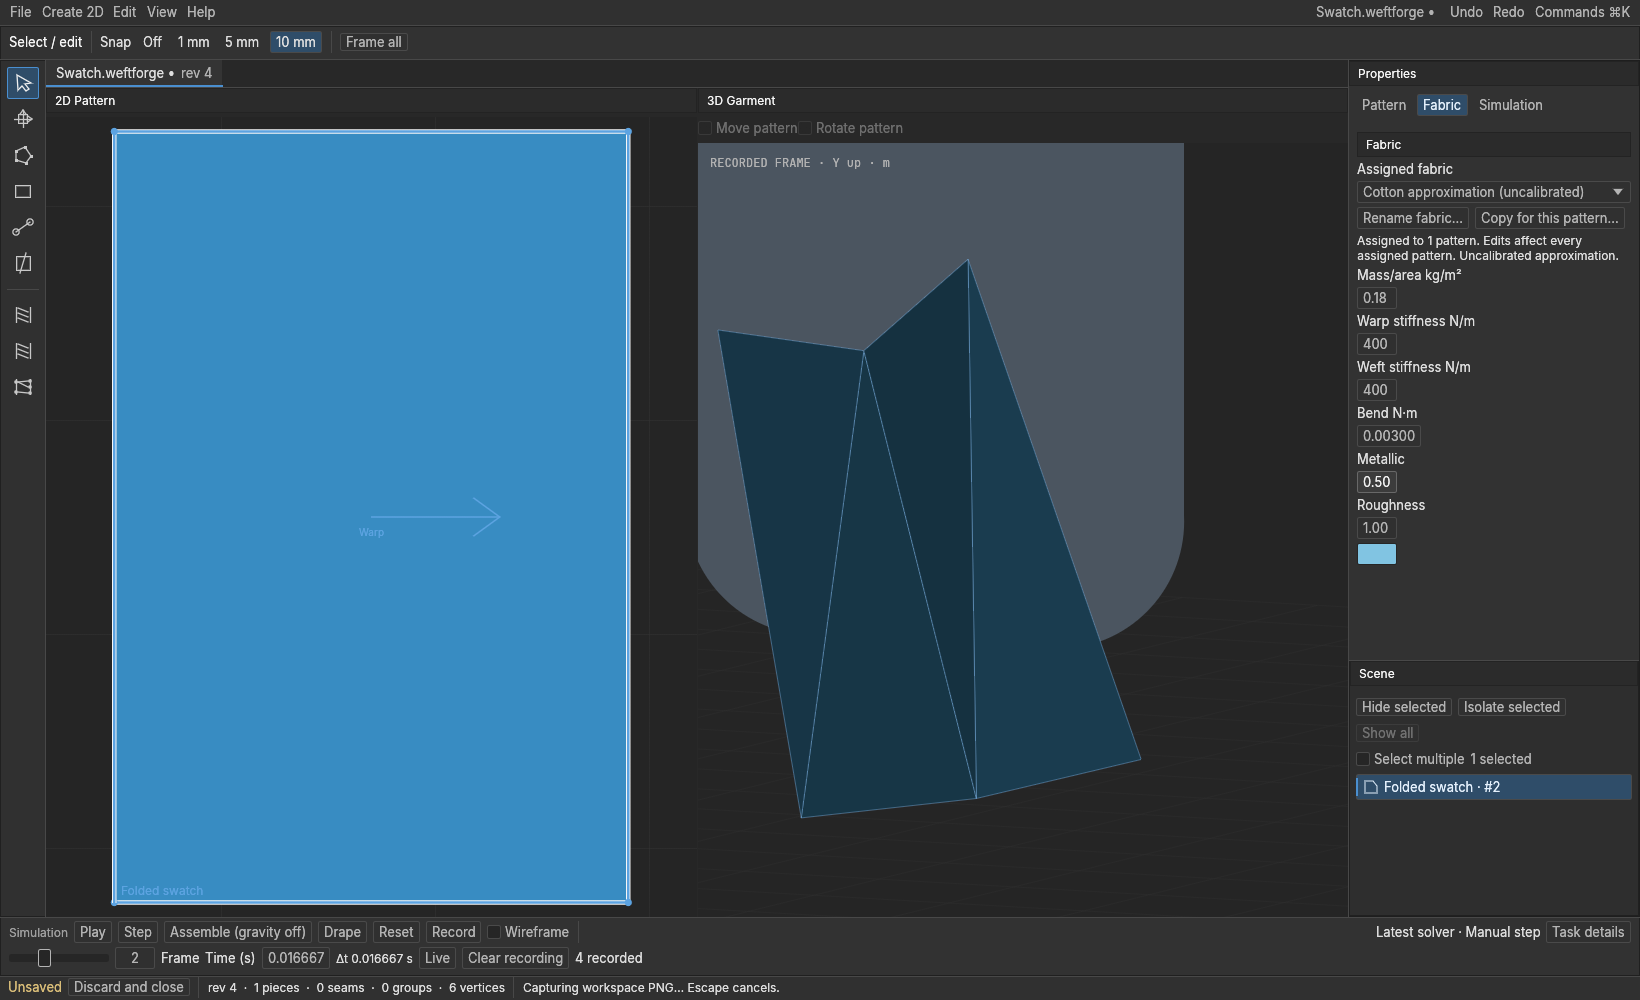 File Create 2D Edit View Help Swatch.weftforge • Undo Redo Commands ⌘K
Select / edit Snap Off 1 mm 5 mm 10 mm Frame all
Swatch.weftforge • rev 4
2D Pattern
Warp
Folded swatch
3D Garment
Move pattern Rotate pattern
RECORDED FRAME · Y up · m
Properties
Pattern Fabric Simulation
Fabric
Assigned fabric
Cotton approximation (uncalibrated)
Rename fabric... Copy for this pattern...
Assigned to 1 pattern. Edits affect every
assigned pattern. Uncalibrated approximation.
Mass/area kg/m²
0.18
Warp stiffness N/m
400
Weft stiffness N/m
400
Bend N·m
0.00300
Metallic
0.50
Roughness
1.00
Scene
Hide selected Isolate selected
Show all
Select multiple 1 selected
Folded swatch · #2
Simulation Play Step Assemble (gravity off) Drape Reset Record Wireframe Latest solver · Manual step Task details
2 Frame Time (s) 0.016667 Δt 0.016667 s Live Clear recording 4 recorded
Unsaved Discard and close rev 4 · 1 pieces · 0 seams · 0 groups · 6 vertices Capturing workspace PNG... Escape cancels.